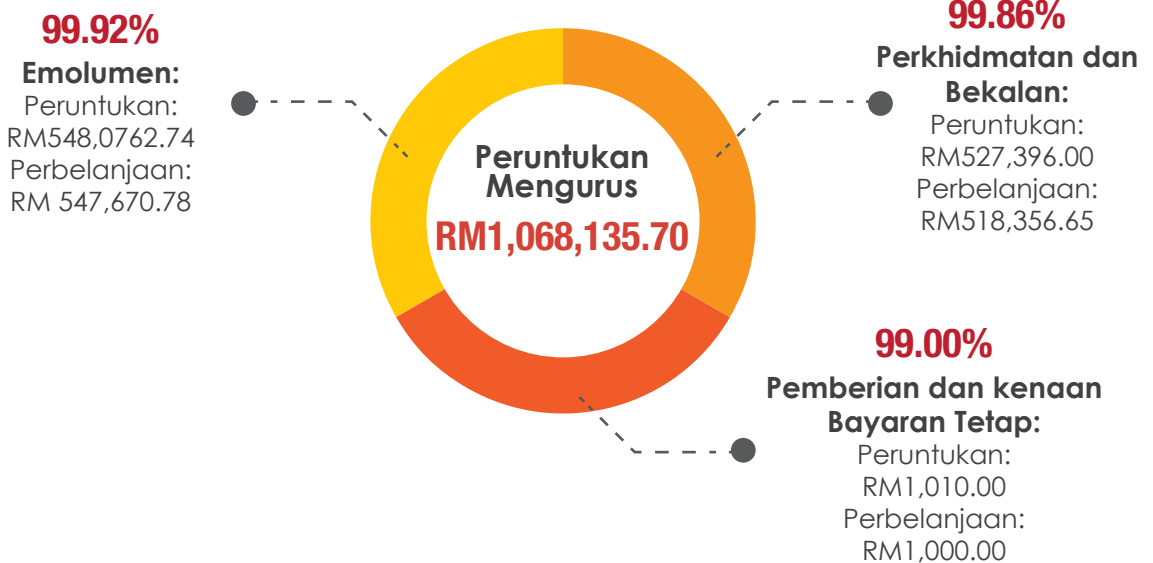 99.92%
Emolumen:
Peruntukan:
RM548,0762.74
Perbelanjaan:
RM 547,670.78
Peruntukan
Mengurus
RM1,068,135.70
99.86%
Perkhidmatan dan
Bekalan:
Peruntukan:
RM527,396.00
Perbelanjaan:
RM518,356.65
99.00%
Pemberian dan kenaan
Bayaran Tetap:
Peruntukan:
RM1,010.00
Perbelanjaan:
RM1,000.00